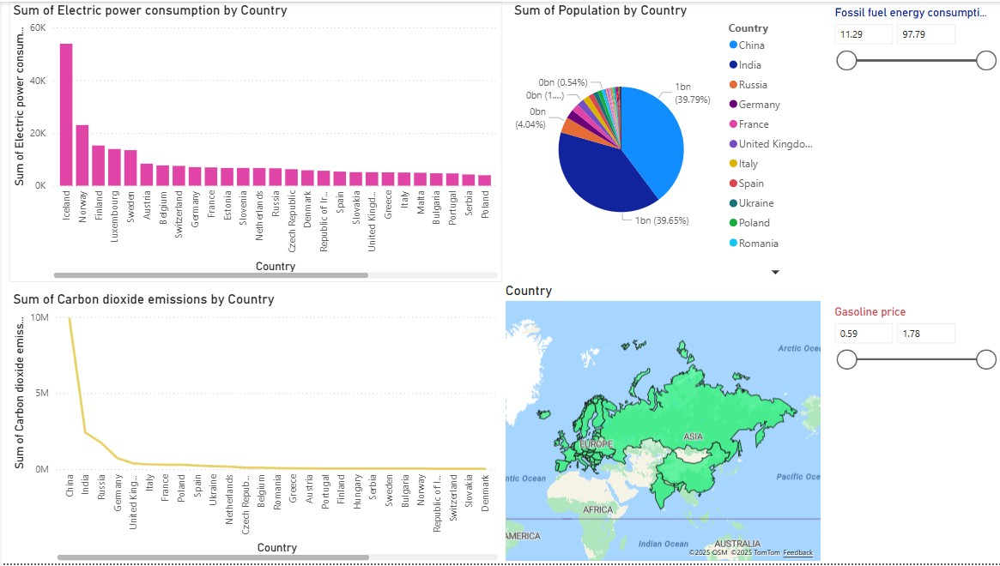 Sum of Electric power consumption by Country
Sum of Electric power consum...
60K
40K
20K
0K
Iceland
Norway
Finland
Luxembourg
Sweden
Austria
Belgium
Switzerland
Germany
France
Estonia
Slovenia
Netherlands
Russia
Czech Republic
Denmark
Republic of Ir...
Spain
Slovakia
United Kingd...
Greece
Italy
Malta
Bulgaria
Portugal
Serbia
Poland
Country
Sum of Population by Country
1bn
(39.79%)
1bn (39.65%)
0bn
(4.04%)
0bn (1....)
0bn (0.54%)
Country
China
India
Russia
Germany
France
United Kingdo...
Italy
Spain
Ukraine
Poland
Romania
Fossil fuel energy consumpti...
11.29 97.79
Sum of Carbon dioxide emissions by Country
Sum of Carbon dioxide emiss...
10M
5M
0M
China
India
Russia
Germany
United King...
Italy
France
Poland
Spain
Ukraine
Netherlands
Czech Repub...
Belgium
Romania
Greece
Austria
Portugal
Finland
Hungary
Serbia
Sweden
Bulgaria
Norway
Republic of I...
Switzerland
Slovakia
Denmark
Country
Country
Arctic Ocea
ASIA
EUROPE
ntic Ocean
Pacific Oc
AFRICA
AMERICA
Indian Ocean
AUSTRALIA
©2025 OSM ©2025 TomTom Feedback
Gasoline price
0.59 1.78